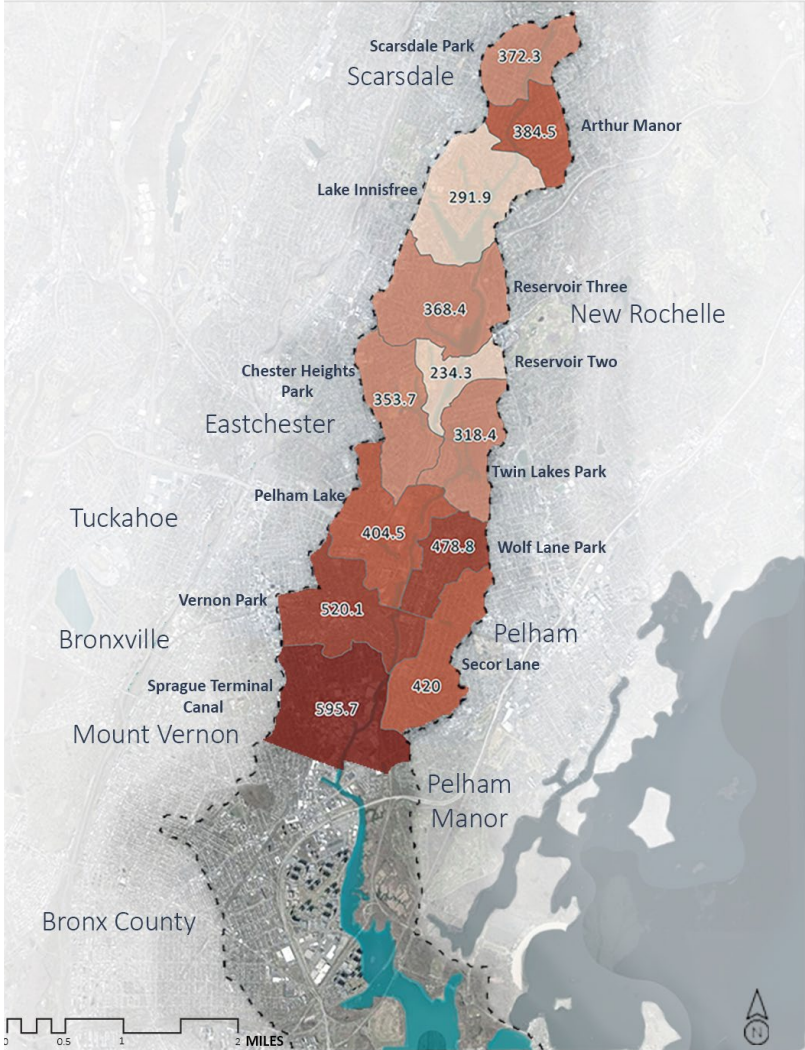 Scarsdale Park
372.3
Scarsdale
384.5
Arthur Manor
Lake Innisfree
291.9
Reservoir Three
368.4
New Rochelle
Reservoir Two
Chester Heights
Park
234.3
353.7
Eastchester
318.4
Twin Lakes Park
Pelham Lake
Tuckahoe
404.5
478.8
Wolf Lane Park
Vernon Park
520.1
Bronxville
Pelham
Secor Lane
Sprague Terminal
Canal
420
595.7
Mount Vernon
Pelham
Manor
Bronx County
N
0 0.5 1 2 MILES